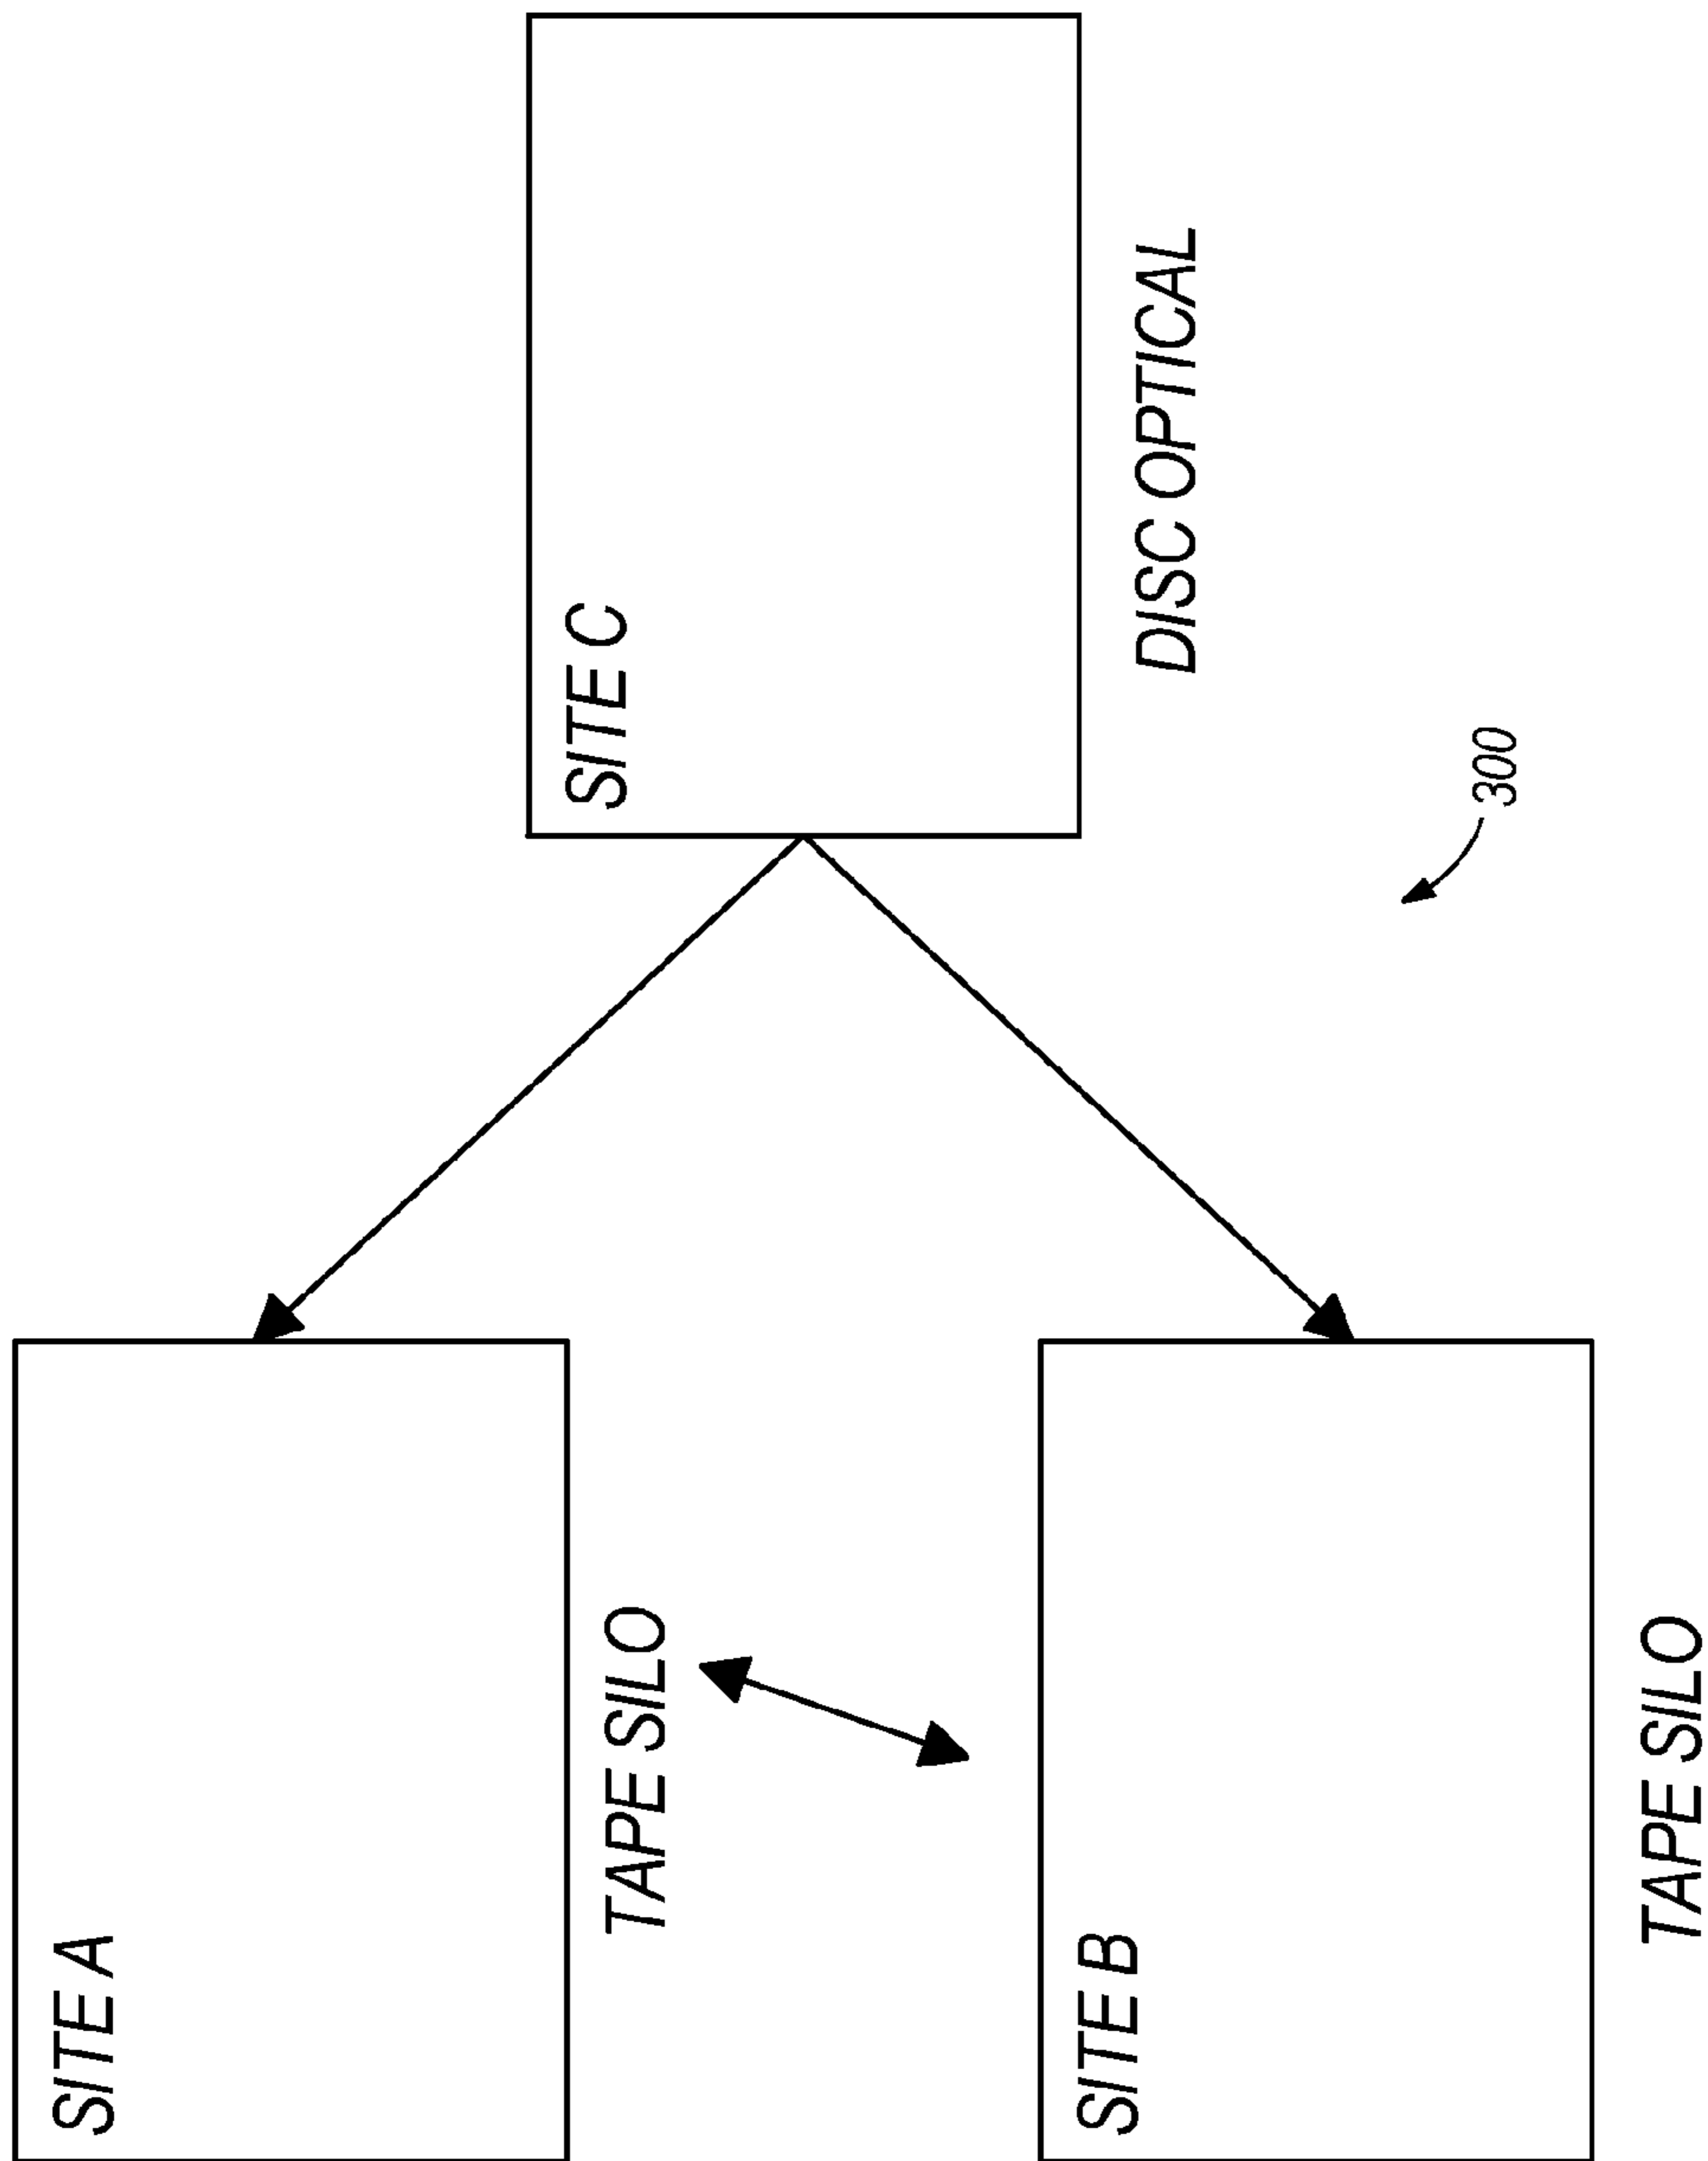 SITE A
TAPE SILO
SITE C
DISC OPTICAL
SITE B
TAPE SILO
300